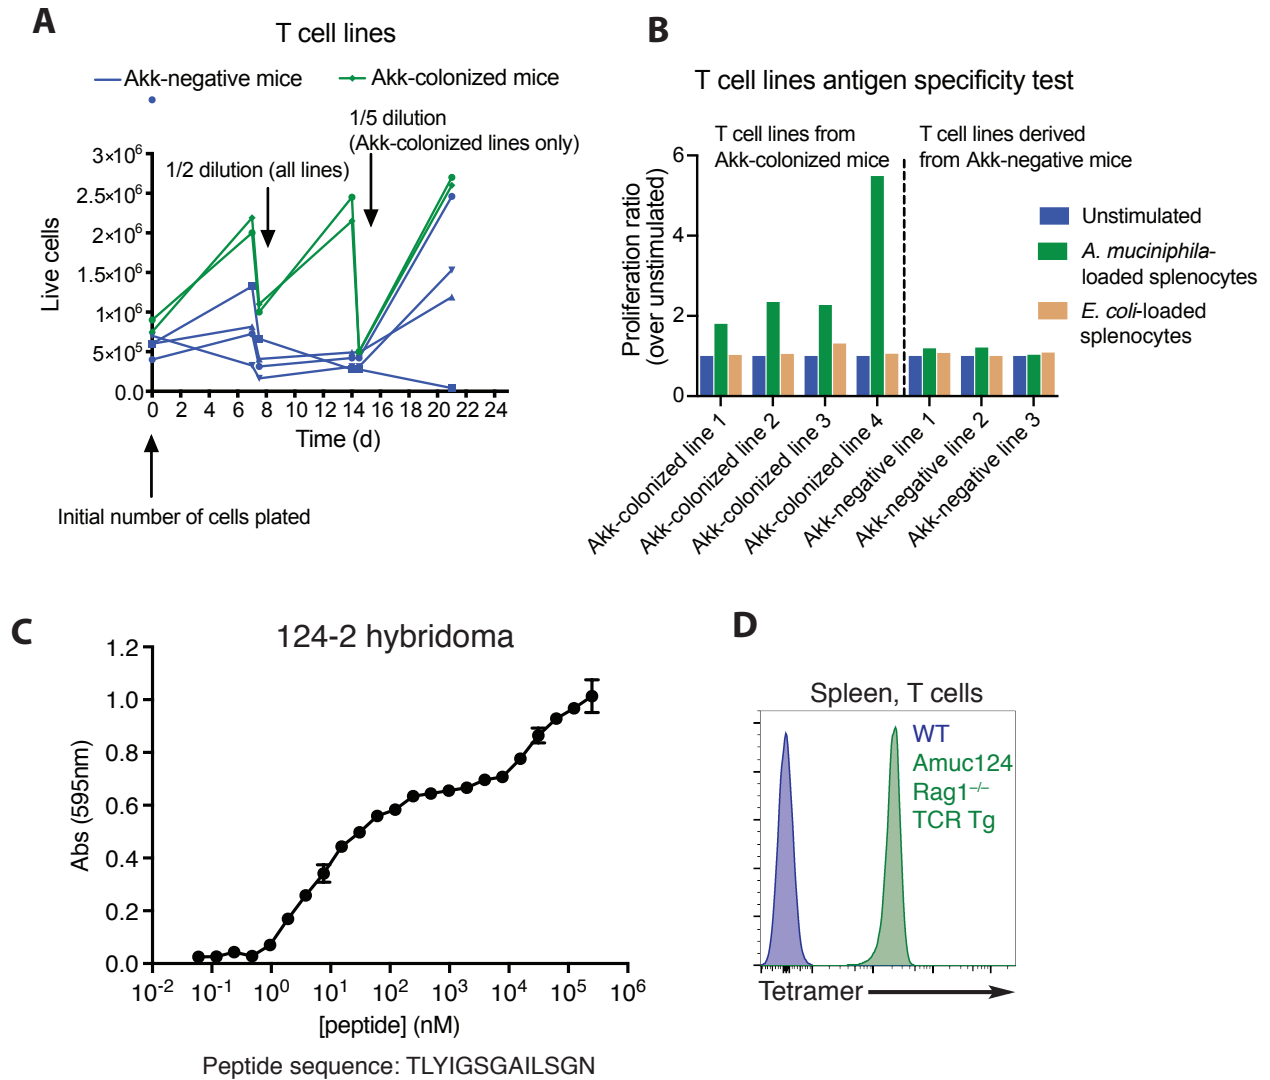 A
T cell lines
Akk-negative mice
Akk-colonized mice
1/5 dilution
(Akk-colonized lines only)
1/2 dilution (all lines)
3×10⁶
2.5×10⁶
2×10⁶
1.5×10⁶
1×10⁶
5×10⁵
0.0
Live cells
0 2 4 6 8 10 12 14 16 18 20 22 24
Time (d)
Initial number of cells plated
B
T cell lines antigen specificity test
T cell lines from
Akk-colonized mice
T cell lines derived
from Akk-negative mice
6
4
2
0
Proliferation ratio
(over unstimulated)
Unstimulated
A. muciniphila-
loaded splenocytes
E. coli-loaded
splenocytes
Akk-colonized line 1
Akk-colonized line 2
Akk-colonized line 3
Akk-colonized line 4
Akk-negative line 1
Akk-negative line 2
Akk-negative line 3
C
124-2 hybridoma
1.2
1.0
0.8
0.6
0.4
0.2
0.0
Abs (595nm)
10⁻² 10⁻¹ 10⁰ 10¹ 10² 10³ 10⁴ 10⁵ 10⁶
[peptide] (nM)
Peptide sequence: TLYIGSGAILSGN
D
Spleen, T cells
WT
Amuc124
Rag1⁻/⁻
TCR Tg
Tetramer